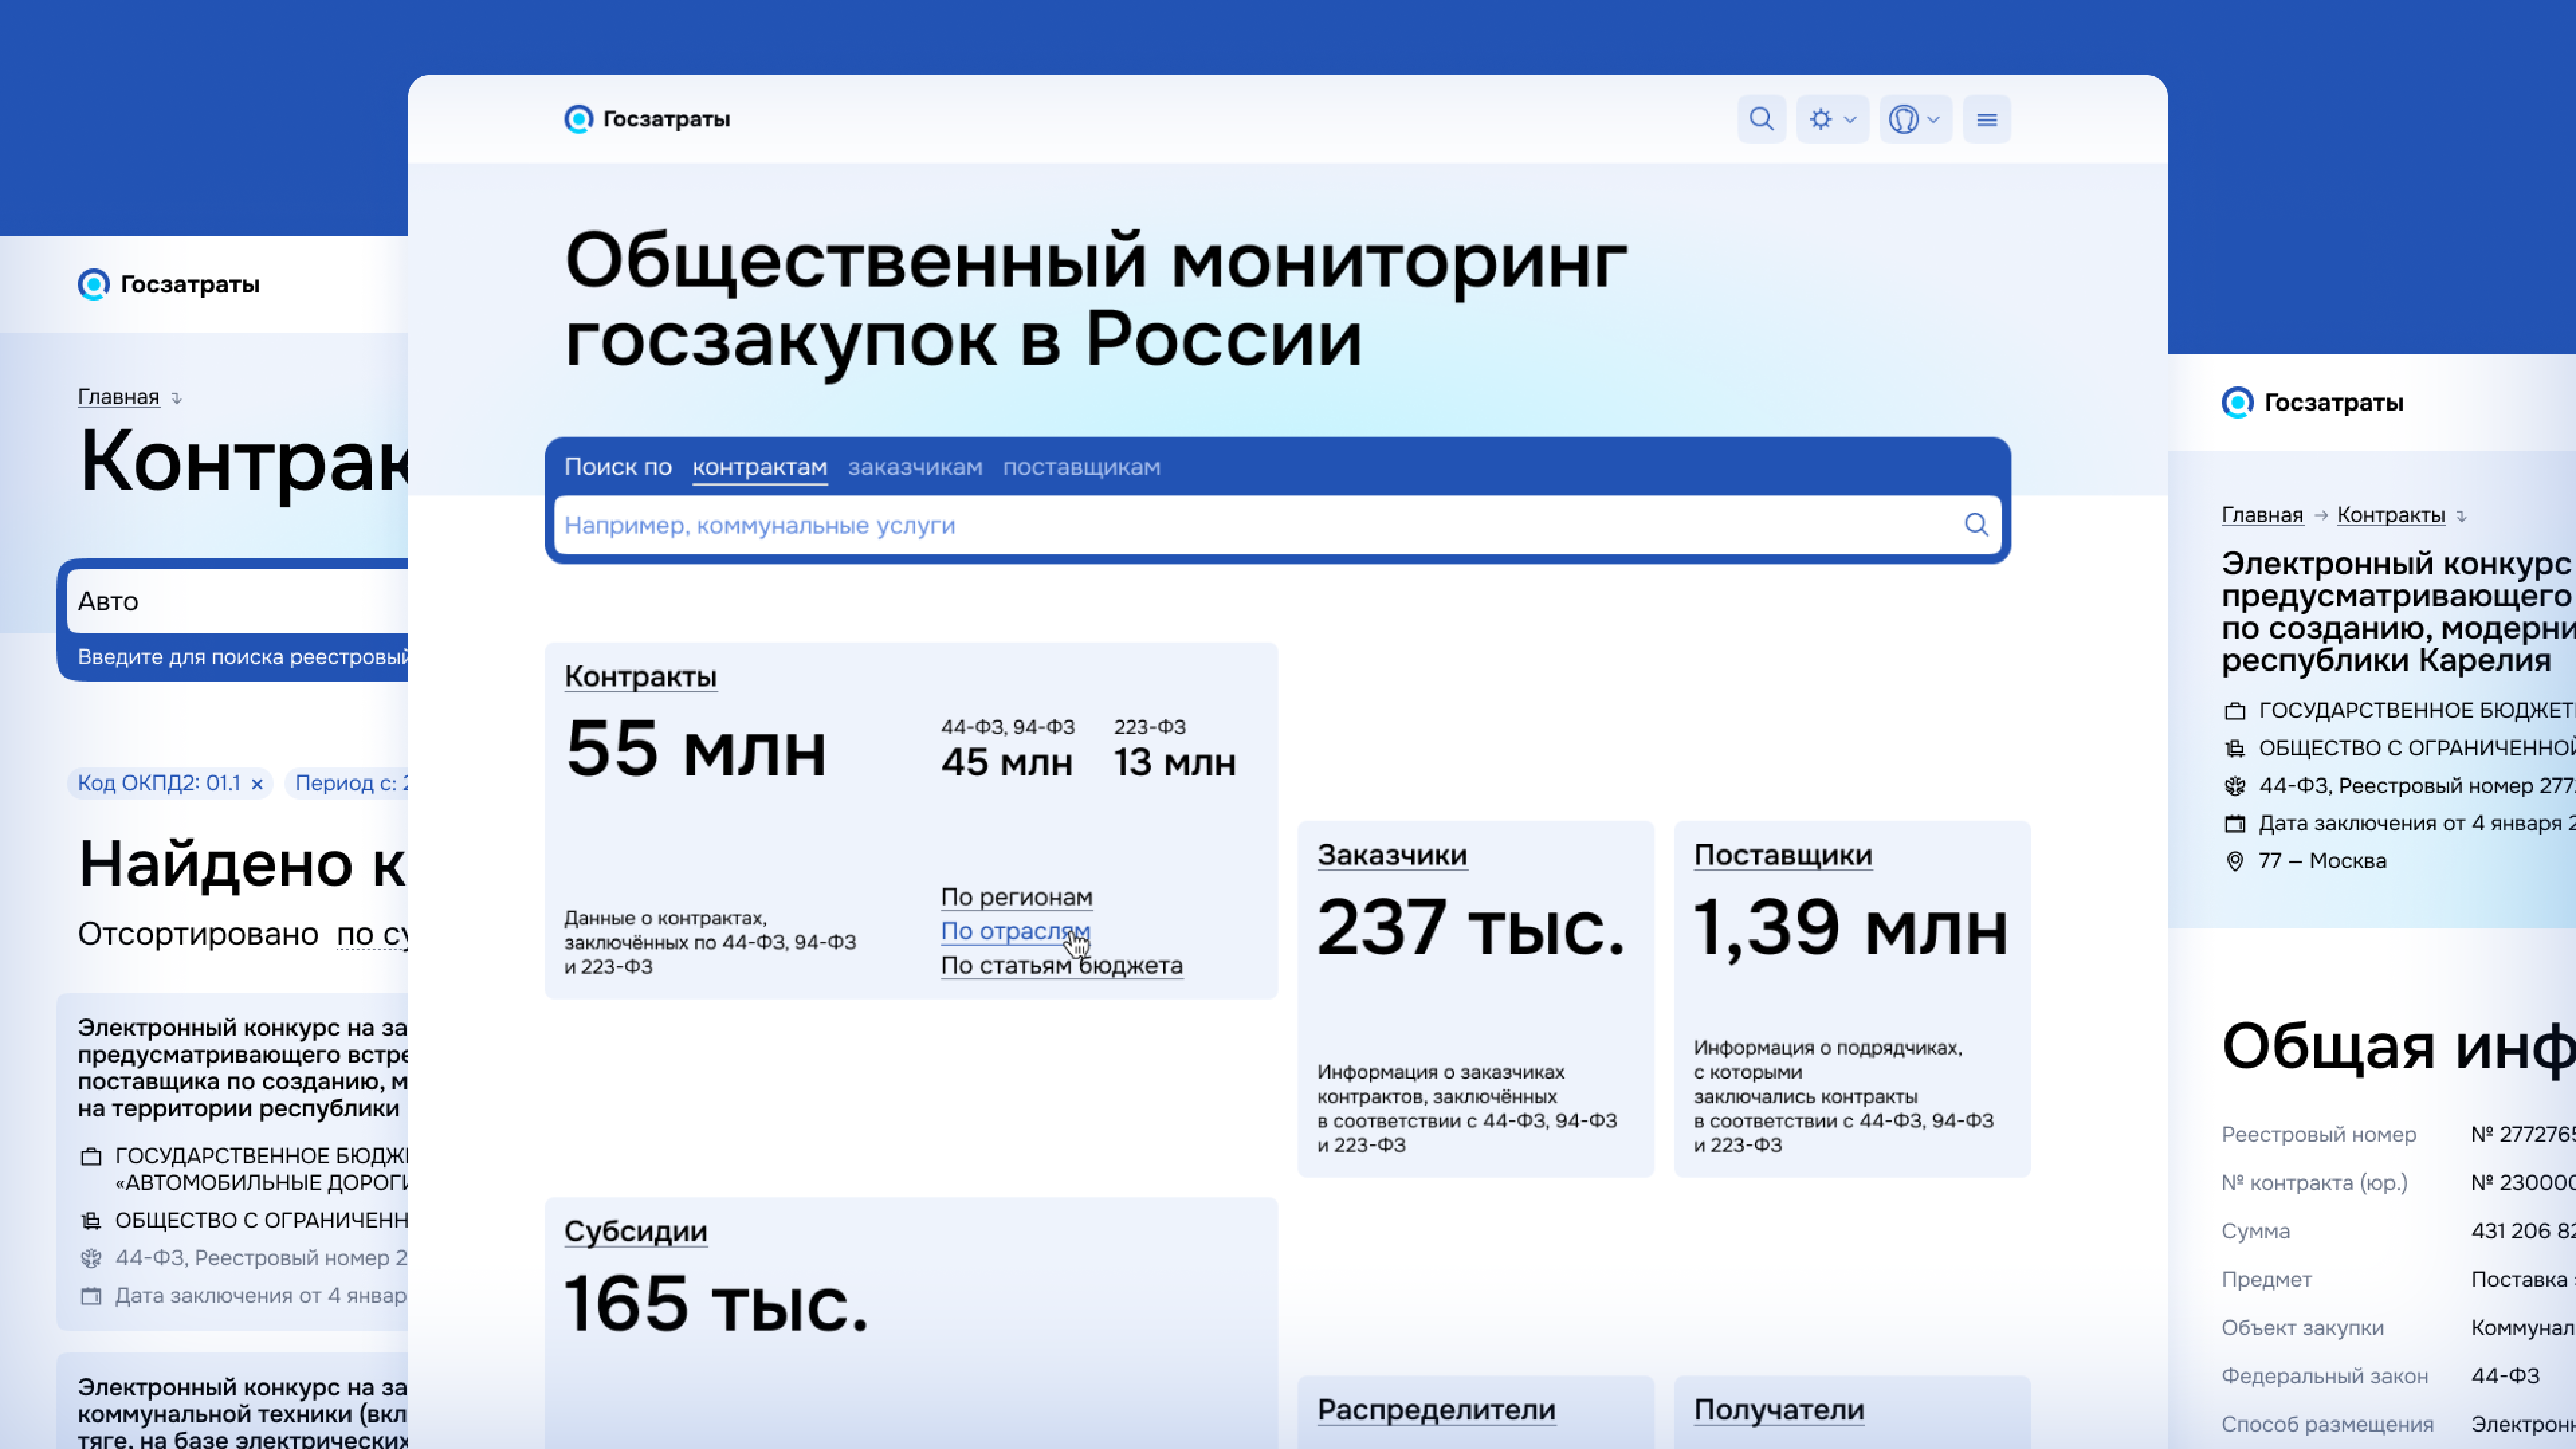 Госзатраты
Главная
Контрак
Авто
Введите для поиска реестровый
Код ОКПД2: 01.1 ×
Период с: 2
Найдено к
Отсортировано по су
Электронный конкурс на за
предусматривающего встре
поставщика по созданию, м
на территории республики
ГОСУДАРСТВЕННОЕ БЮДЖ
«АВТОМОБИЛЬНЫЕ ДОРОГИ
ОБЩЕСТВО С ОГРАНИЧЕНН
44-ФЗ, Реестровый номер 2
Дата заключения от 4 январ
Электронный конкурс на за
коммунальной техники (вкл
тяге, на базе электрических
Госзатраты
Общественный мониторинг
госзакупок в России
Поиск по контрактам заказчикам поставщикам
Например, коммунальные услуги
Контракты
55 млн
44-ФЗ, 94-ФЗ
45 млн
223-ФЗ
13 млн
Данные о контрактах,
заключённых по 44-ФЗ, 94-ФЗ
и 223-ФЗ
По регионам
По отраслям
По статьям бюджета
Заказчики
237 тыс.
Информация о заказчиках
контрактов, заключённых
в соответствии с 44-ФЗ, 94-ФЗ
и 223-ФЗ
Поставщики
1,39 млн
Информация о подрядчиках,
с которыми
заключались контракты
в соответствии с 44-ФЗ, 94-ФЗ
и 223-ФЗ
Субсидии
165 тыс.
Распределители
Получатели
Госзатраты
Главная → Контракты
Электронный конкурс
предусматривающего
по созданию, модерни
республики Карелия
ГОСУДАРСТВЕННОЕ БЮДЖЕТ
ОБЩЕСТВО С ОГРАНИЧЕННОЙ
44-ФЗ, Реестровый номер 277
Дата заключения от 4 января 2
77 – Москва
Общая инф
Реестровый номер № 2772765
№ контракта (юр.) № 230000
Сумма 431 206 82
Предмет Поставка
Объект закупки Коммунал
Федеральный закон 44-ФЗ
Способ размещения Электрон